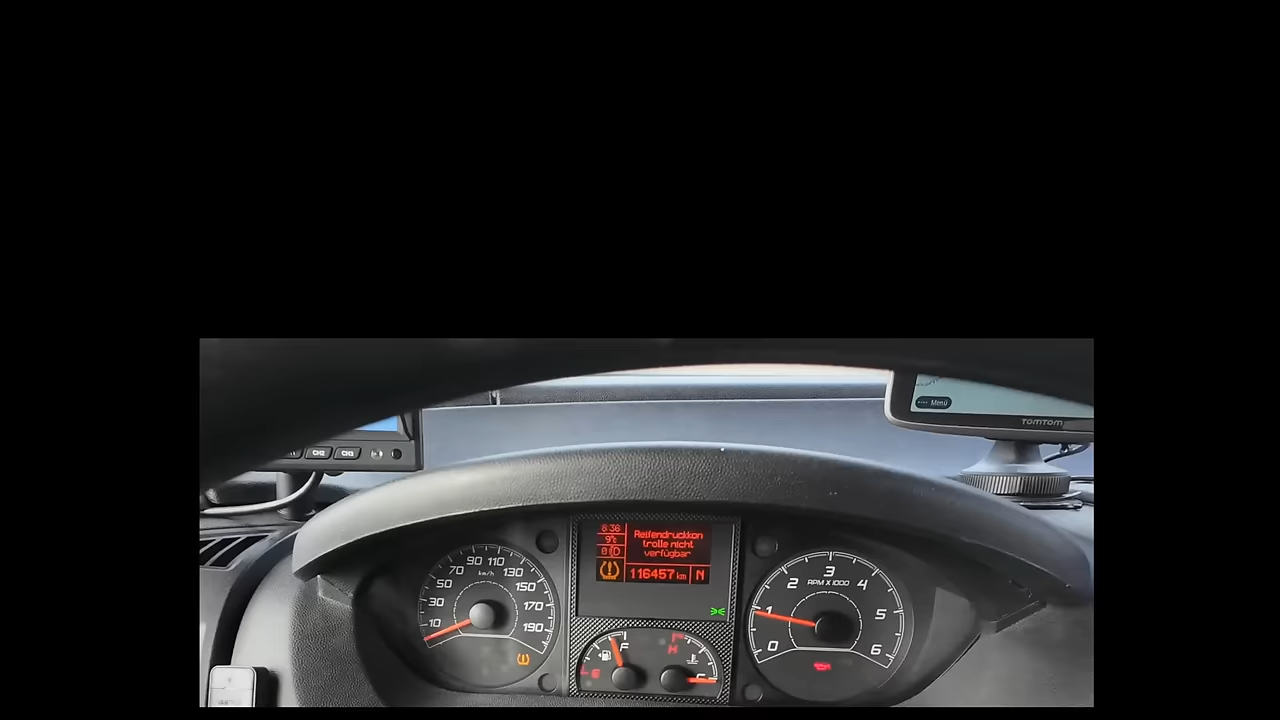 Menü
TOMTOM
CH2
CH3
8:36
Reifendruckkon
trolle nicht
verfügbar
9°c
116457 km
N
10
30
50
70
90
110
130
150
170
190
km/h
0
1
2
3
4
5
6
RPM X 1000
E
F
H
C